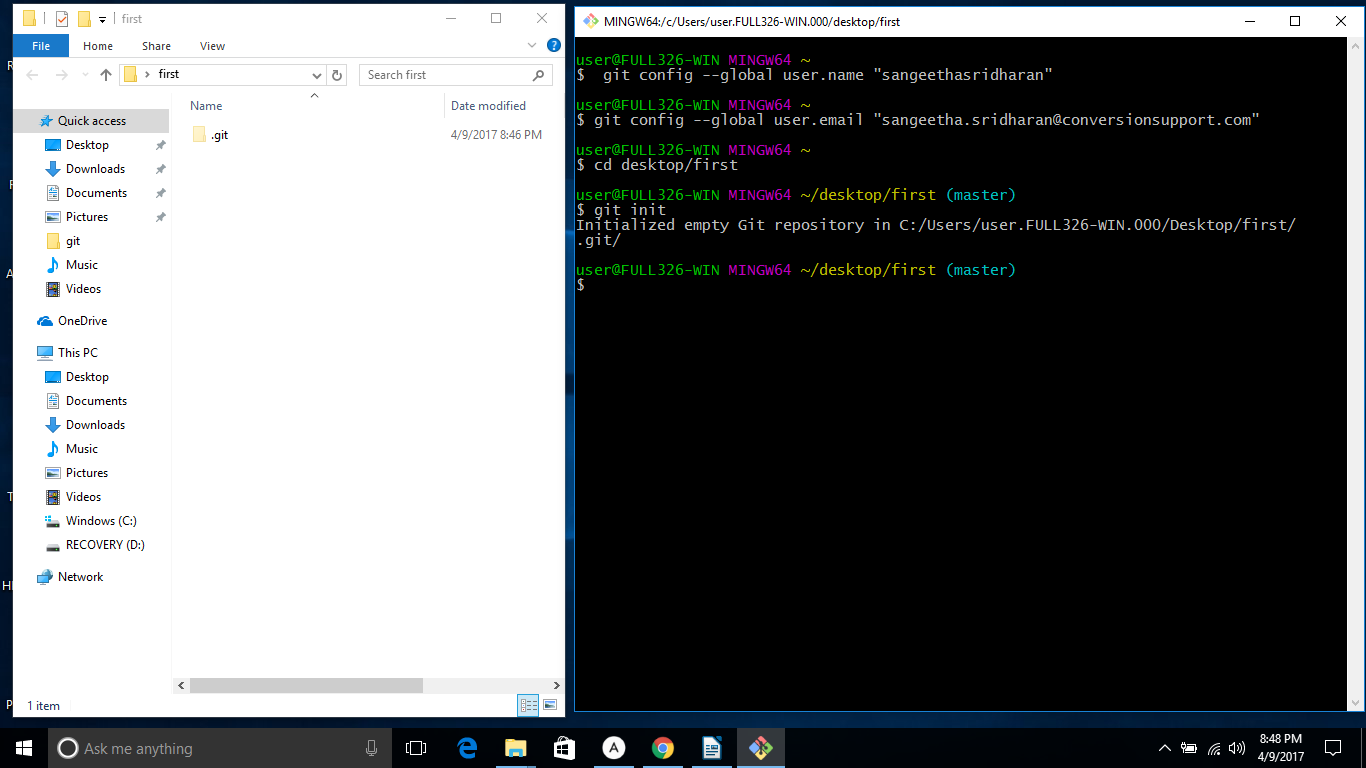 first
File Home Share View
first
Search first
Name Date modified
.git 4/9/2017 8:46 PM
Quick access
Desktop
Downloads
Documents
Pictures
git
Music
Videos
OneDrive
This PC
Desktop
Documents
Downloads
Music
Pictures
Videos
Windows (C:)
RECOVERY (D:)
Network
1 item
MINGW64:/c/Users/user.FULL326-WIN.000/desktop/first
user@FULL326-WIN MINGW64 ~
$  git config --global user.name "sangeethasridharan"
user@FULL326-WIN MINGW64 ~
$ git config --global user.email "sangeetha.sridharan@conversionsupport.com"
user@FULL326-WIN MINGW64 ~
$ cd desktop/first
user@FULL326-WIN MINGW64 ~/desktop/first (master)
$ git init
Initialized empty Git repository in C:/Users/user.FULL326-WIN.000/Desktop/first/
.git/
user@FULL326-WIN MINGW64 ~/desktop/first (master)
$
Ask me anything
A
8:48 PM
4/9/2017